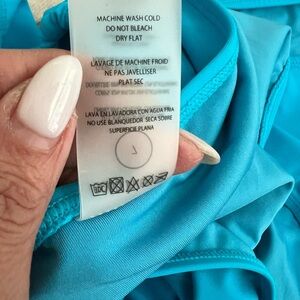 MACHINE WASH COLD
DO NOT BLEACH
DRY FLAT
LAVAGE DE MACHINE FROID
NE PAS JAVELLISER
PLAT SEC
LAVA EN LAVADORA CON AGUA FRIA
NO USE BLANQUEDOR SECA SOBRE
SUPERFICIE PLANA